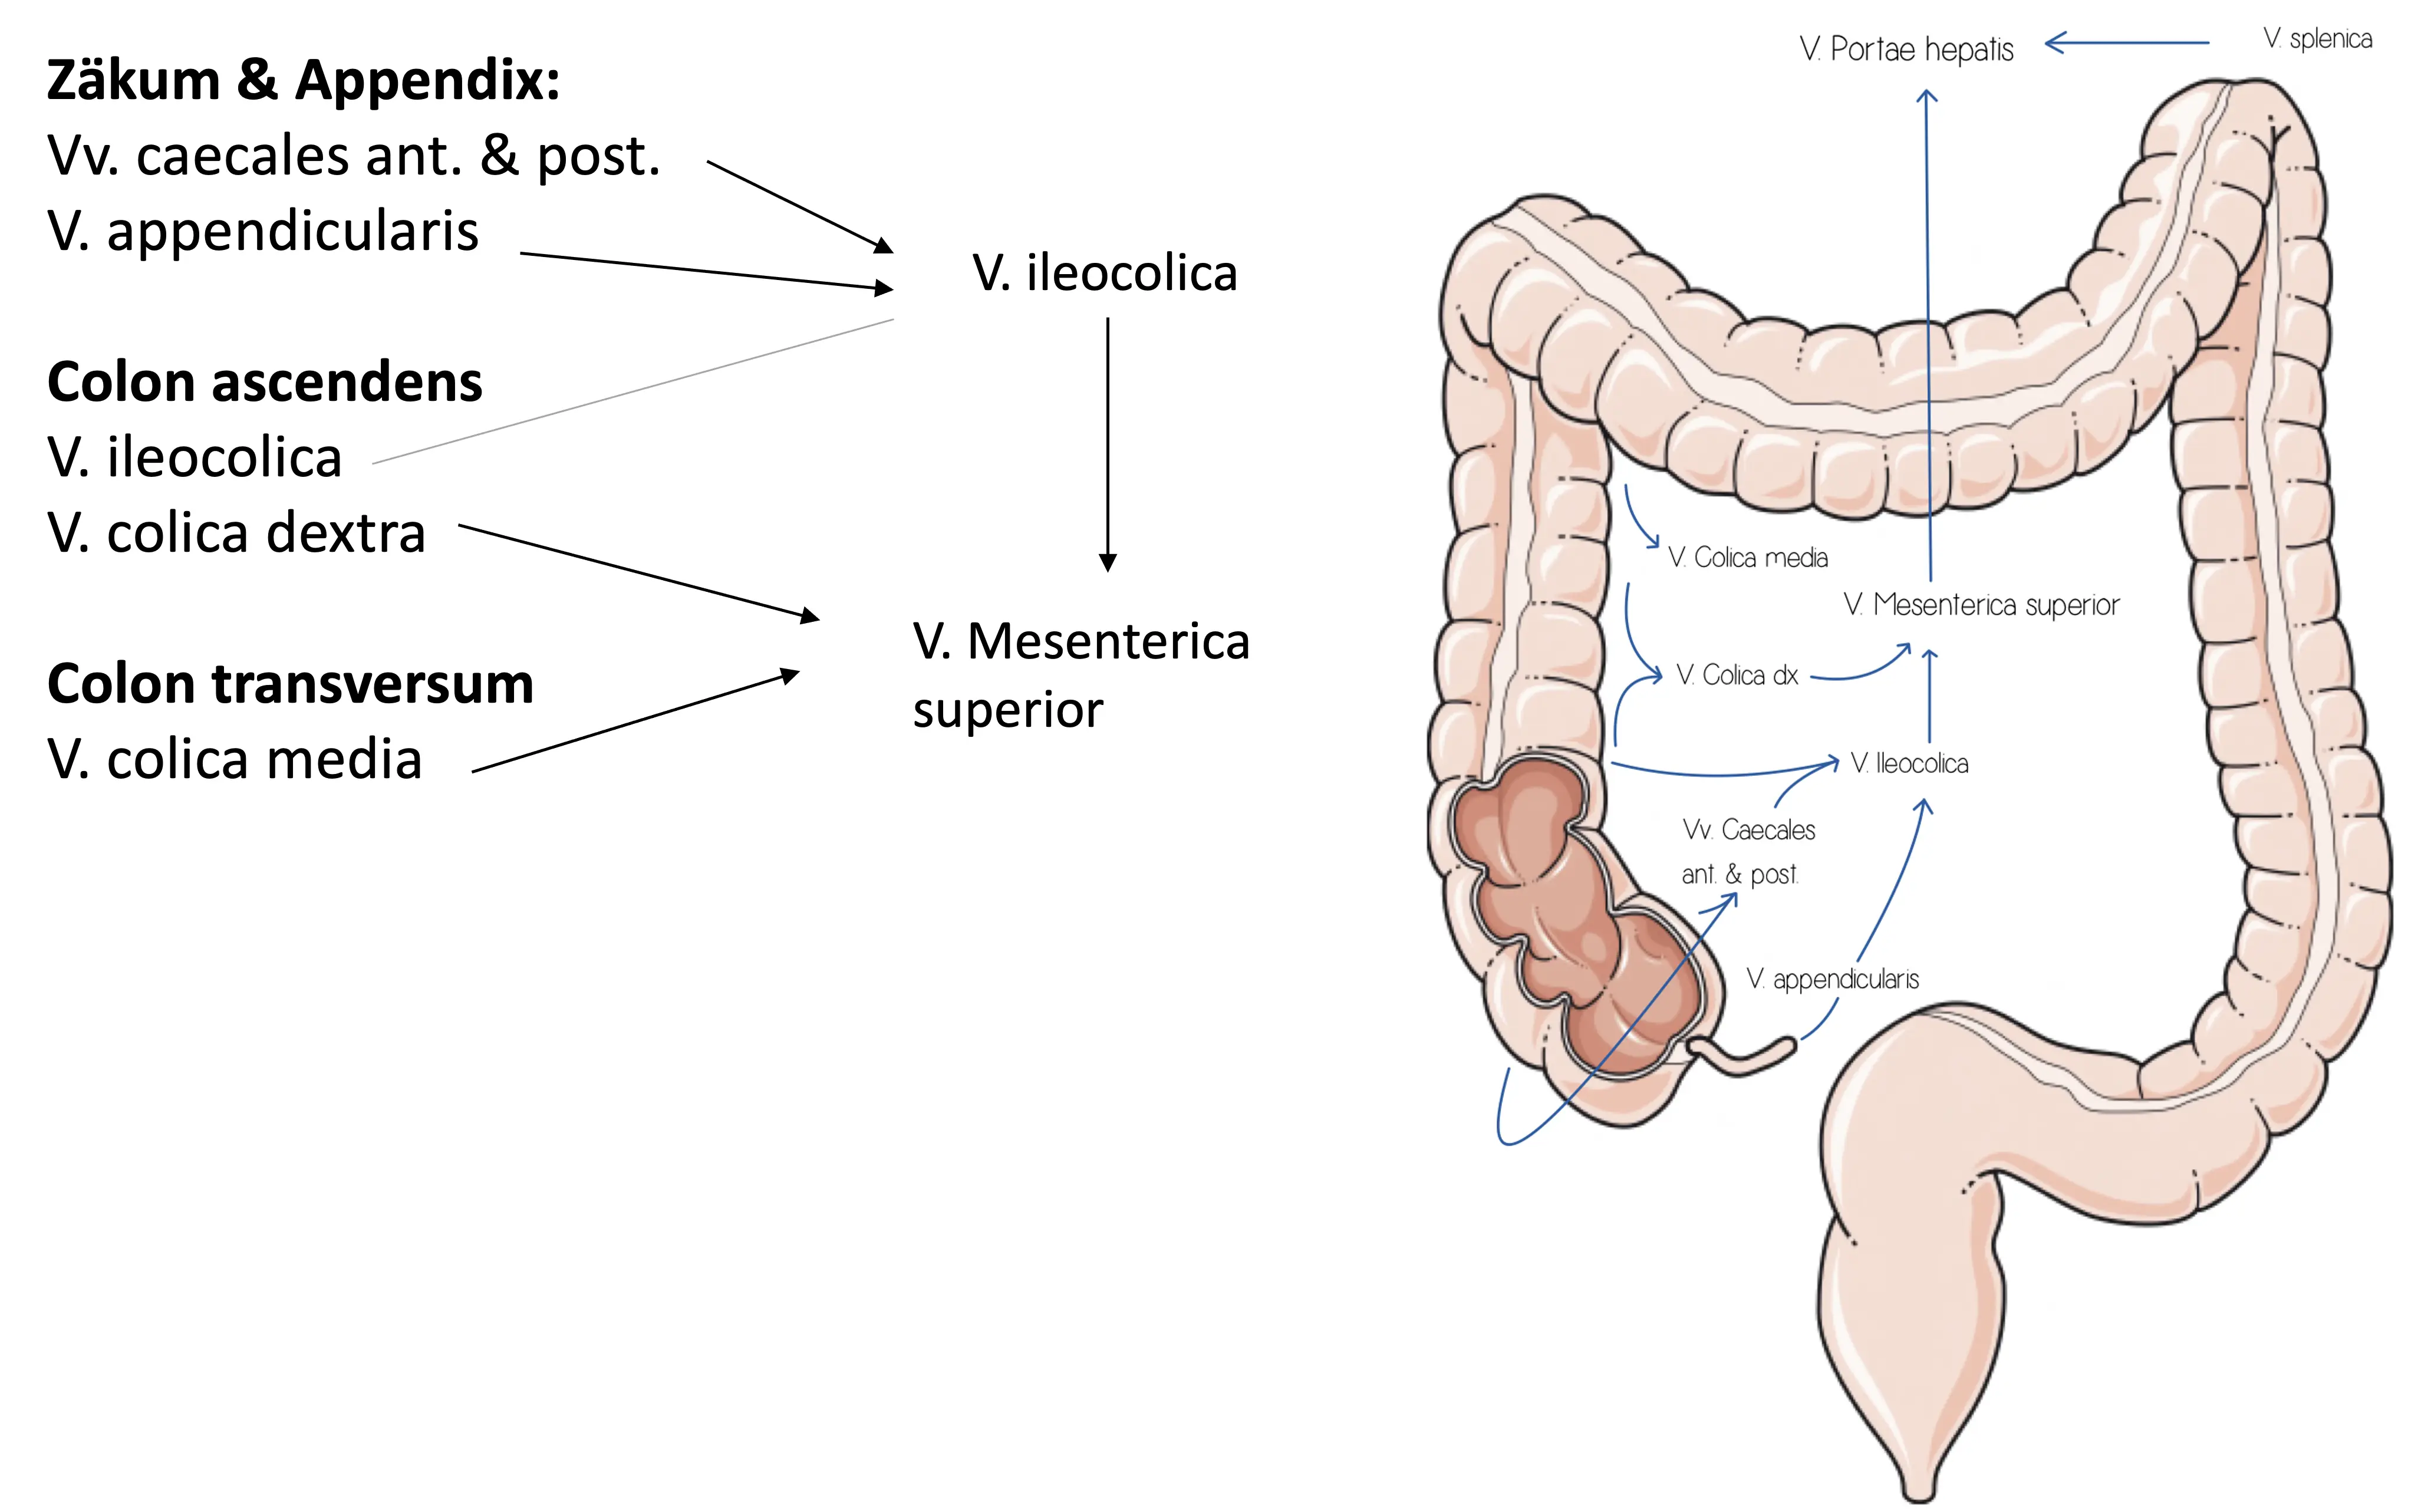 Zäkum & Appendix:
Vv. caecales ant. & post.
V. appendicularis
Colon ascendens
V. ileocolica
V. colica dextra
Colon transversum
V. colica media
V. ileocolica
V. Mesenterica
superior
V. Portae hepatis
V. splenica
V. Colica media
V. Mesenterica superior
V. Colica dx
V. Ileocolica
Vv. Caecales
ant. & post.
V. appendicularis